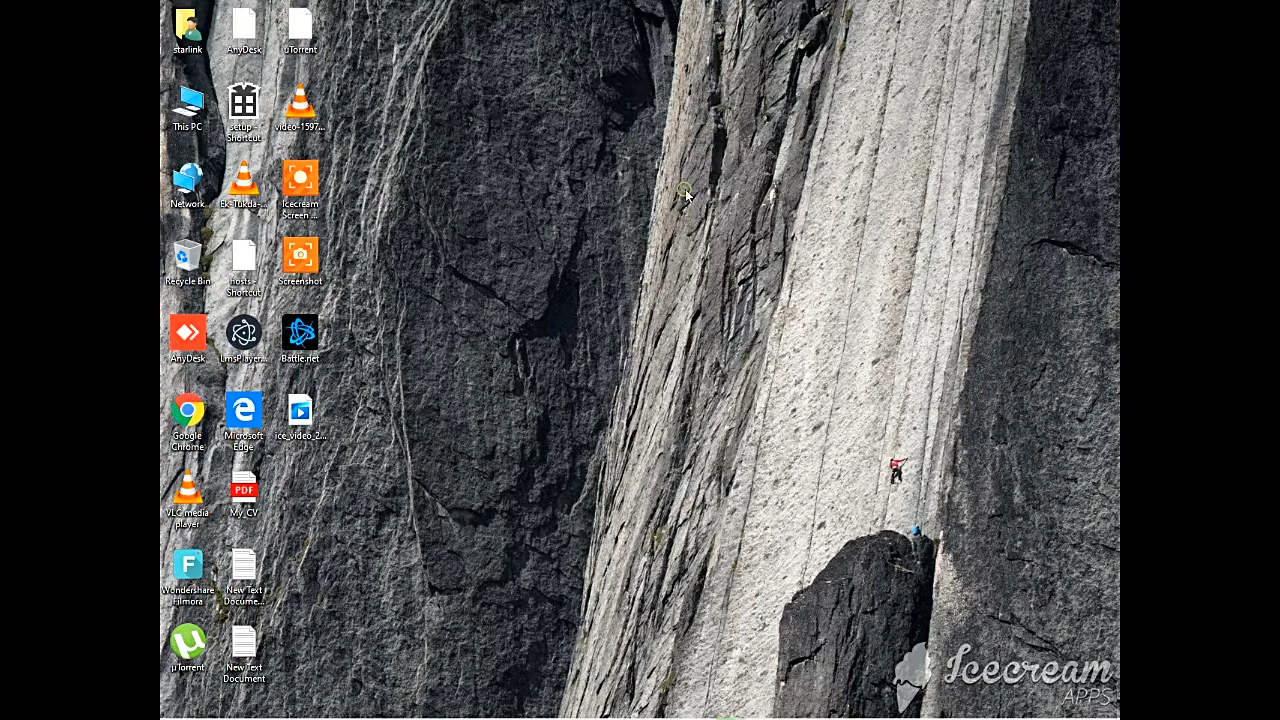 starlink
AnyDesk
uTorrent
This PC
setup -
Shortcut
video-1597...
Network
Ek-Tukda-...
Icecream
Screen ...
Recycle Bin
hosts -
Shortcut
Screenshot
AnyDesk
LmsPlayer...
Battle.net
Google
Chrome
Microsoft
Edge
ice_video_2...
VLC media
player
PDF
My_CV
F
Wondershare
Filmora
New Text
Docume...
µTorrent
New Text
Document
Icecream
APPS